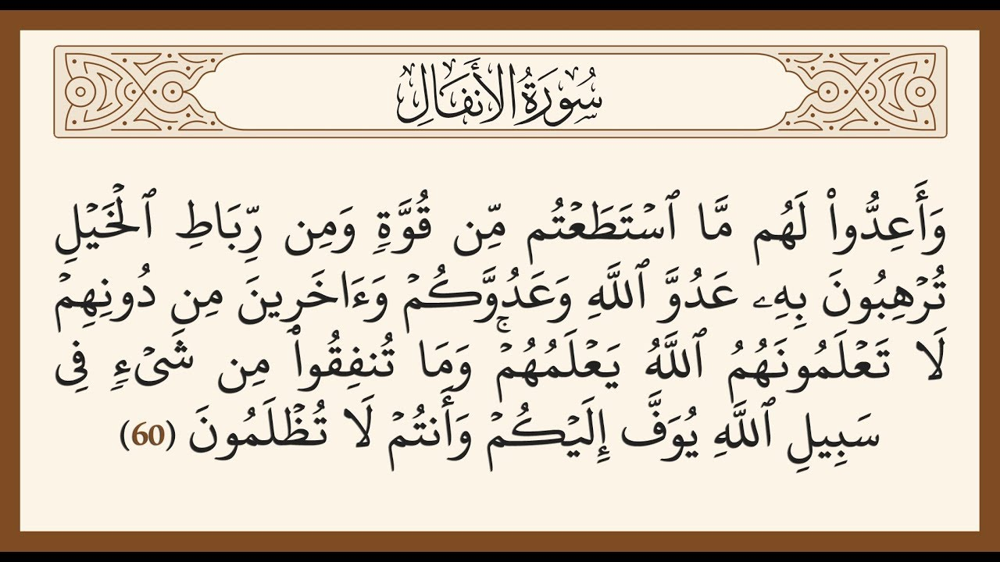 سُورَةُ الأَنفَالِ
وَأَعِدُّوا۟ لَهُم مَّا ٱسۡتَطَعۡتُم مِّن قُوَّةٖ وَمِن رِّبَاطِ ٱلۡخَيۡلِ
تُرۡهِبُونَ بِهِۦ عَدُوَّ ٱللَّهِ وَعَدُوَّكُمۡ وَءَاخَرِينَ مِن دُونِهِمۡ
لَا تَعۡلَمُونَهُمُ ٱللَّهُ يَعۡلَمُهُمۡۚ وَمَا تُنفِقُوا۟ مِن شَيۡءٖ فِي
سَبِيلِ ٱللَّهِ يُوَفَّ إِلَيۡكُمۡ وَأَنتُمۡ لَا تُظۡلَمُونَ (60)